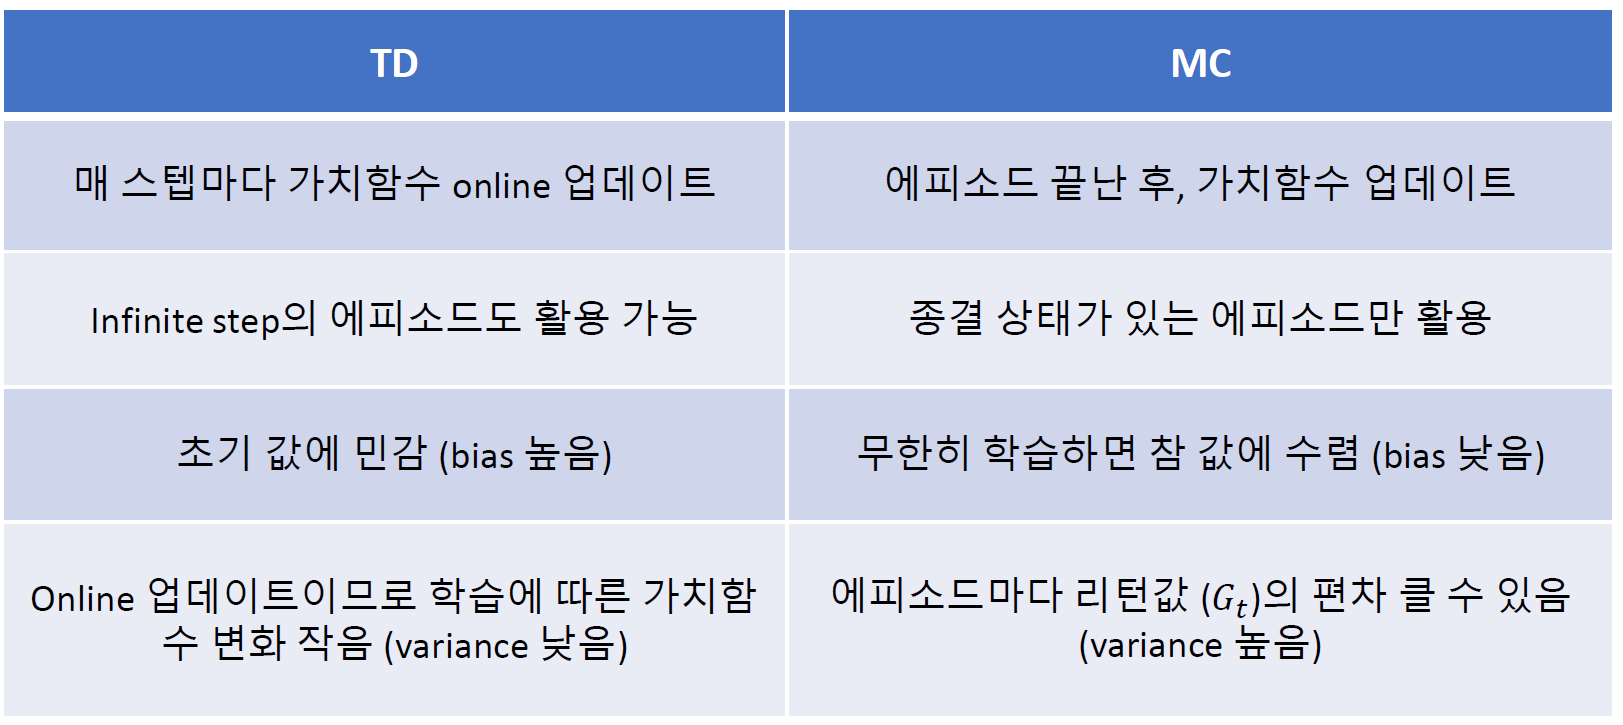 TD
MC
매 스텝마다 가치함수 online 업데이트
에피소드 끝난 후, 가치함수 업데이트
Infinite step의 에피소드도 활용 가능
종결 상태가 있는 에피소드만 활용
초기 값에 민감 (bias 높음)
무한히 학습하면 참 값에 수렴 (bias 낮음)
Online 업데이트이므로 학습에 따른 가치함
수 변화 작음 (variance 낮음)
에피소드마다 리턴값 (𝐺𝑡)의 편차 클 수 있음
(variance 높음)